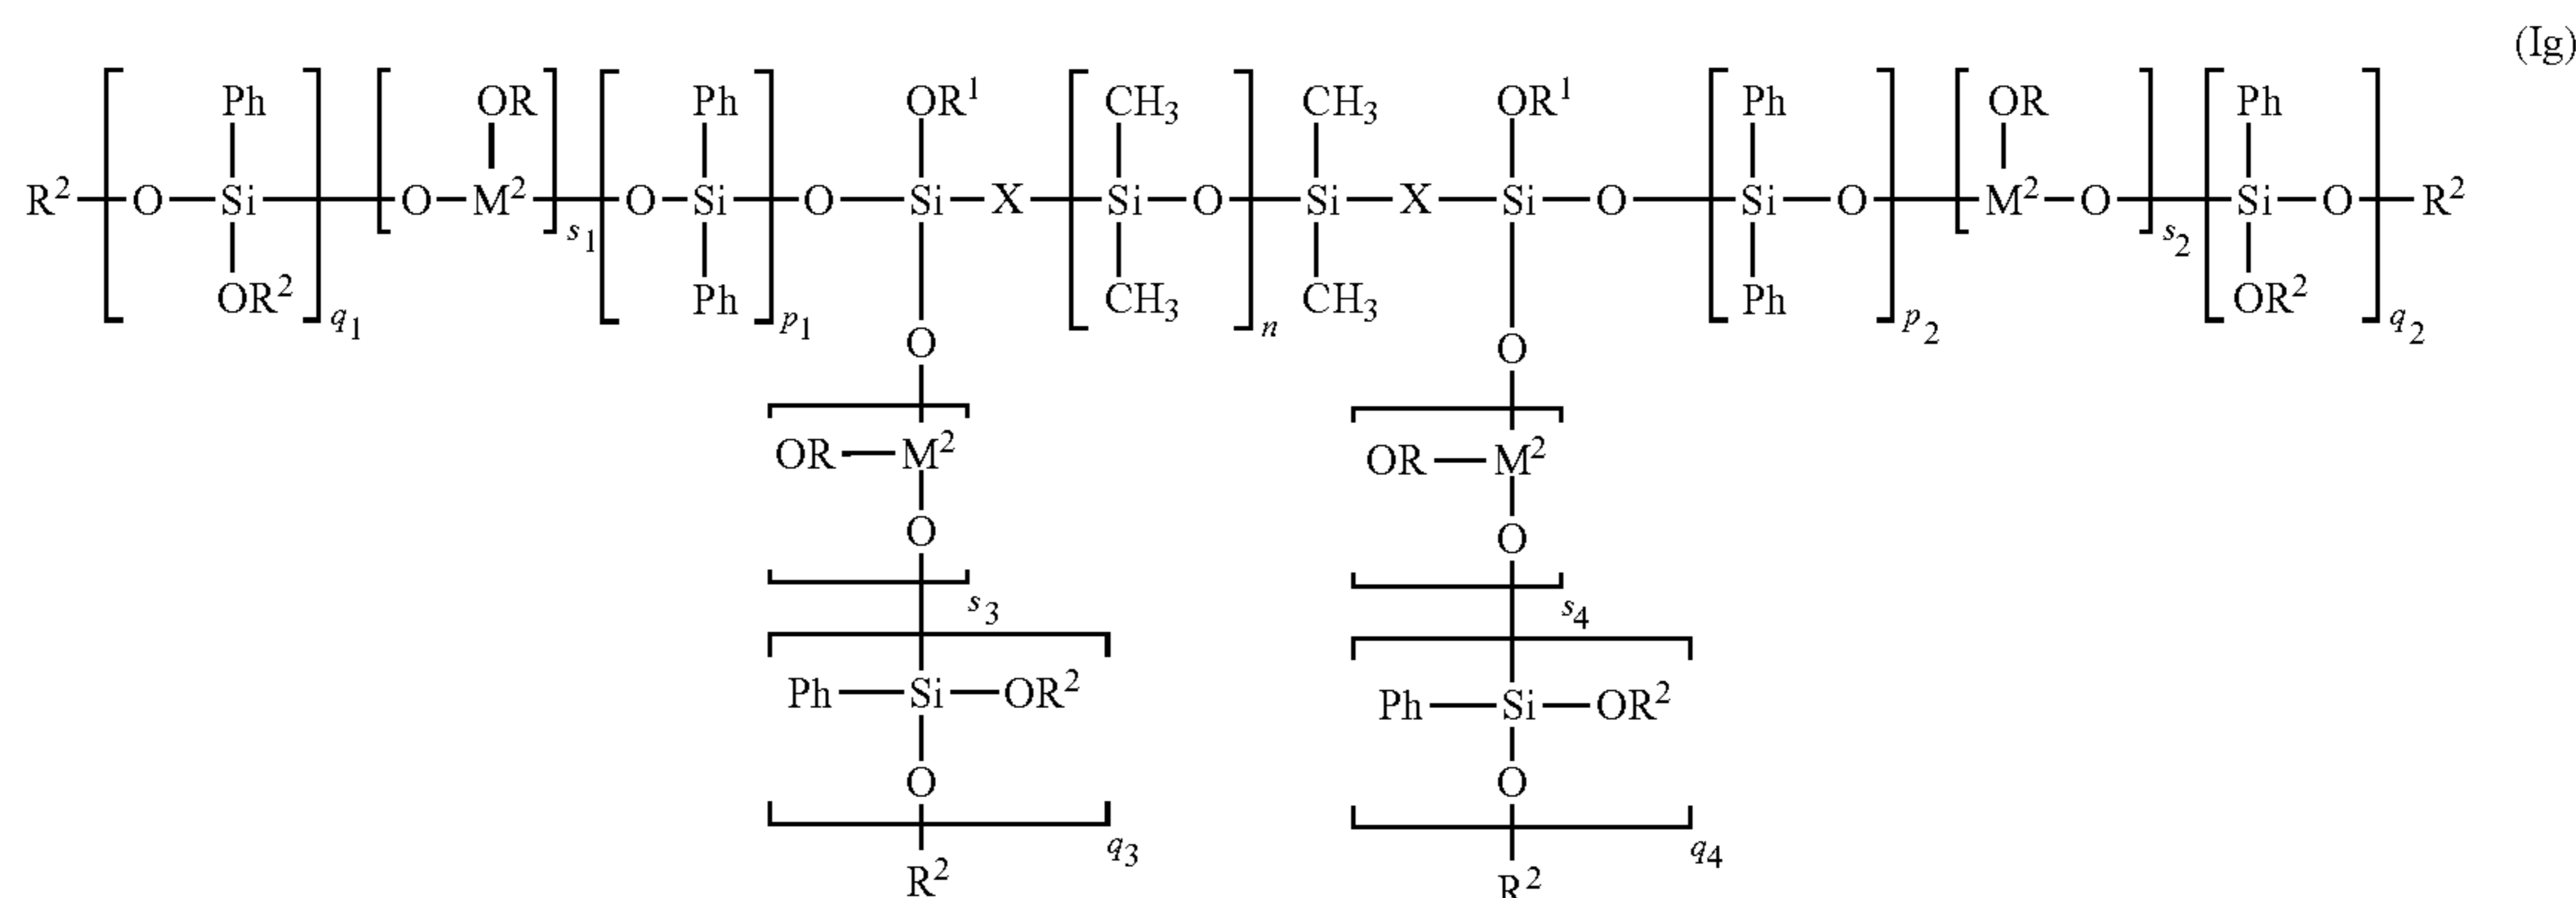 (Ig)
Ph OR Ph OR¹ CH₃ CH₃ OR¹ Ph OR Ph
R² O Si O M² O Si O Si X Si O Si X Si O Si O M² O Si O R²
s₁ s₂
OR² Ph CH₃ CH₃ Ph OR²
q₁ p₁ n p₂ q₂
O O
OR M² OR M²
O O
s₃ s₄
Ph Si OR² Ph Si OR²
O O
q₃ q₄
R² R²